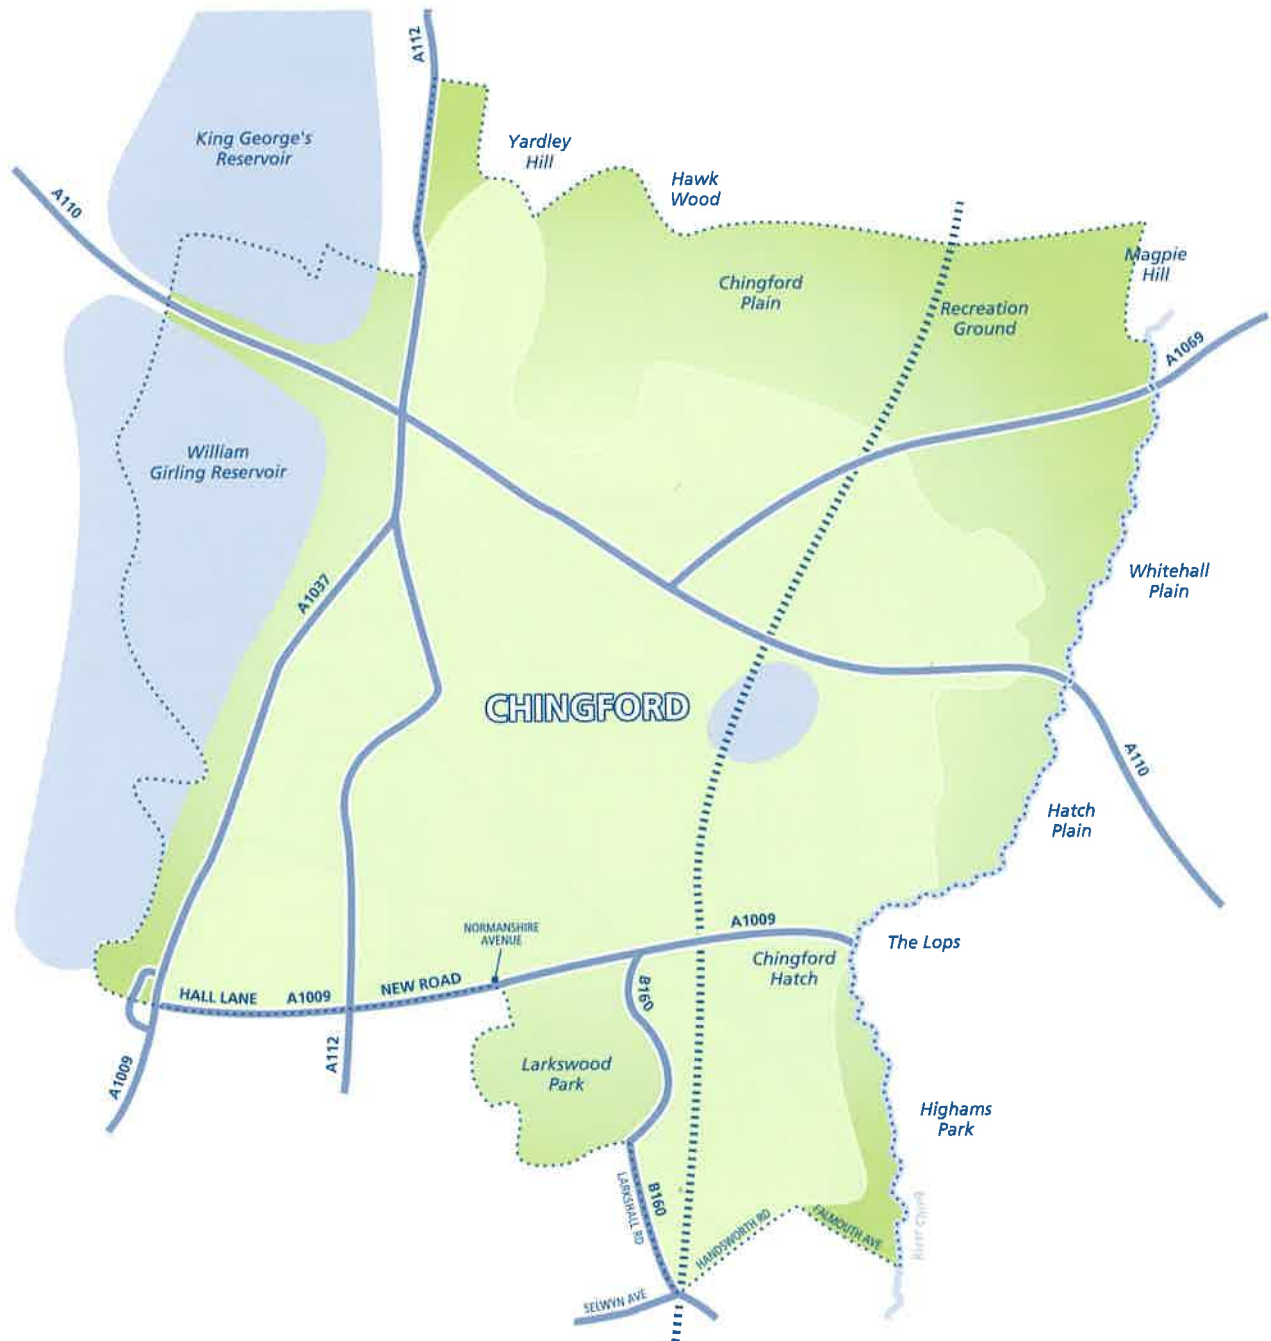 A112
King George's
Reservoir
Yardley
Hill
Hawk
Wood
A110
Magpie
Hill
Chingford
Plain
Recreation
Ground
A1069
William
Girling Reservoir
Whitehall
Plain
A1037
CHINGFORD
A110
Hatch
Plain
NORMANSHIRE
AVENUE
A1009
The Lops
Chingford
Hatch
HALL LANE
A1009
NEW ROAD
B160
A1009
A112
Larkswood
Park
Highams
Park
LARKSHALL RD
B160
HANDSWORTH RD
FALMOUTH AVE
River Ching
SELWYN AVE